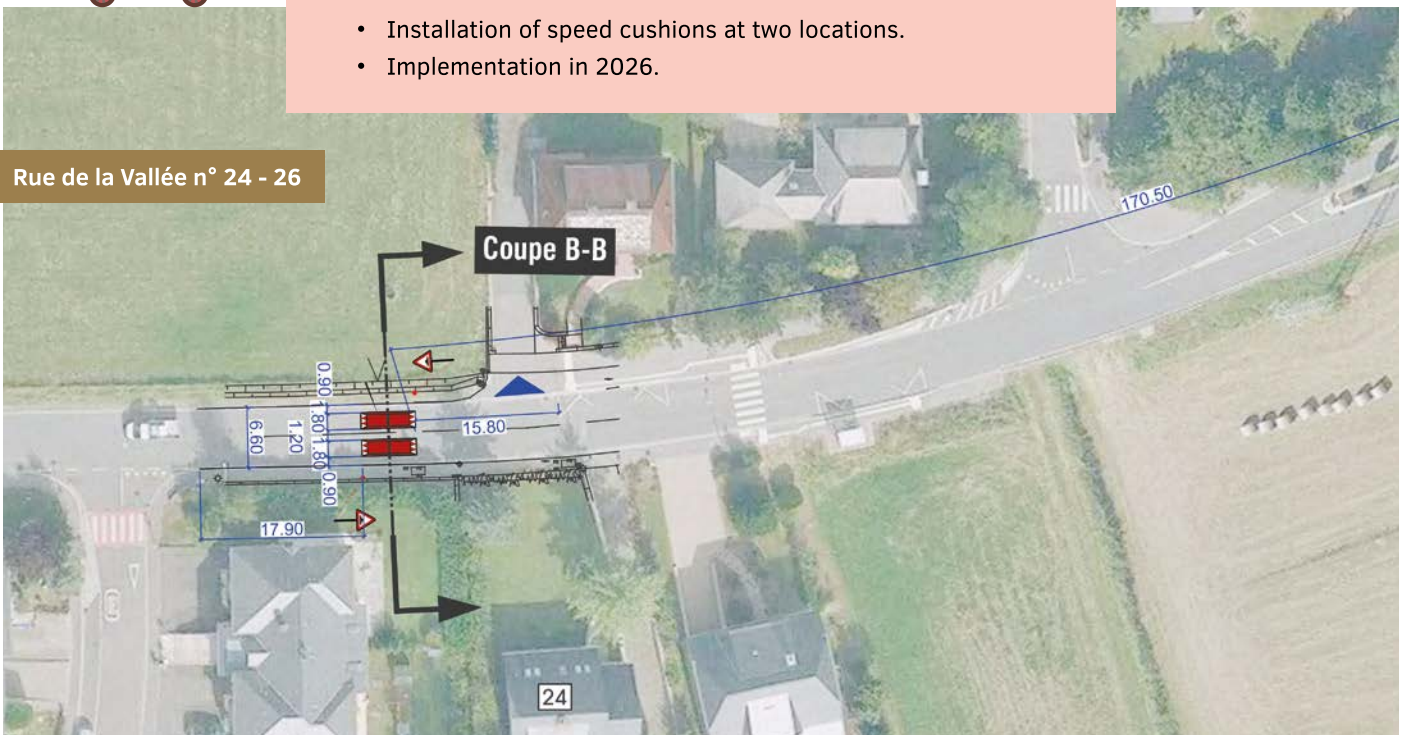 • Installation of speed cushions at two locations.
• Implementation in 2026.
Rue de la Vallée n° 24 - 26
170.50
Coupe B-B
0.90
1.80
6.60
1.20
15.80
1.80
0.90
17.90
24